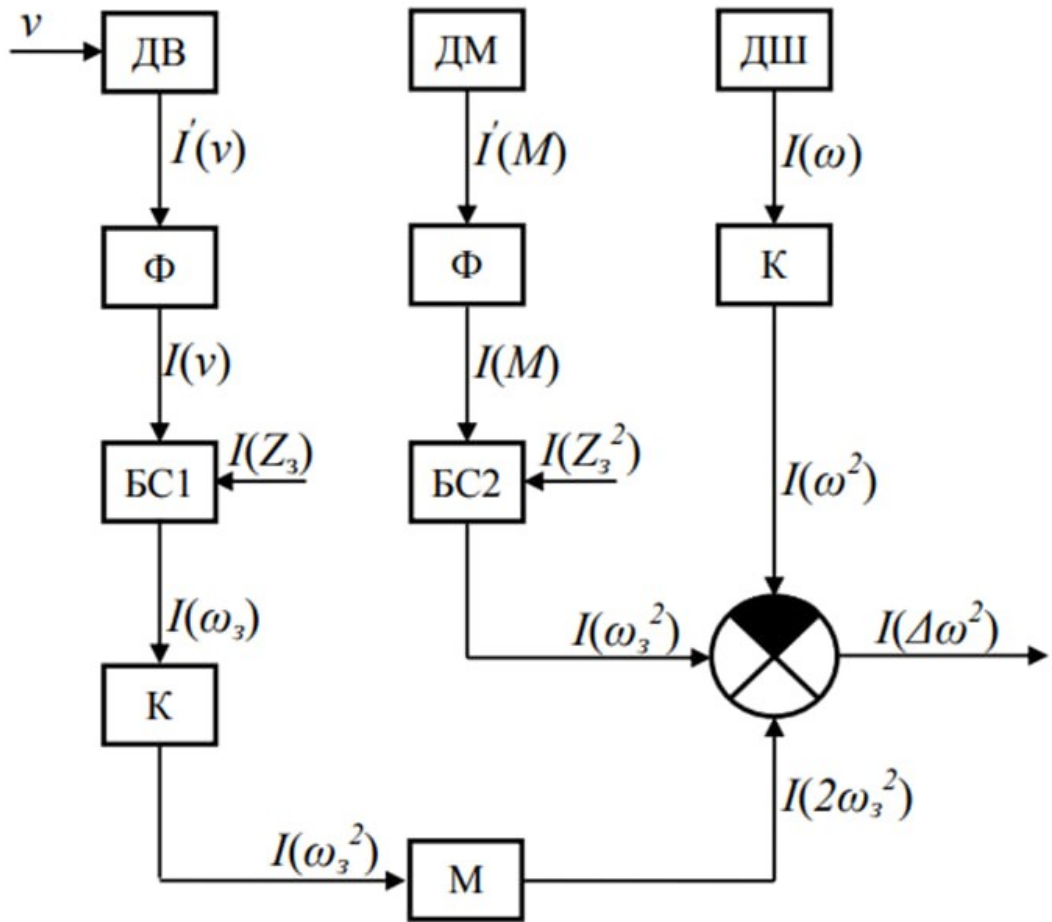 v
ДВ
ДМ
ДШ
I'(v)
I'(M)
I(ω)
Ф
Ф
К
I(v)
I(M)
I(Zз)
I(Zз²)
БС1
БС2
I(ω²)
I(ωз)
I(ωз²)
I(Δω²)
К
I(2ωз²)
I(ωз²)
М